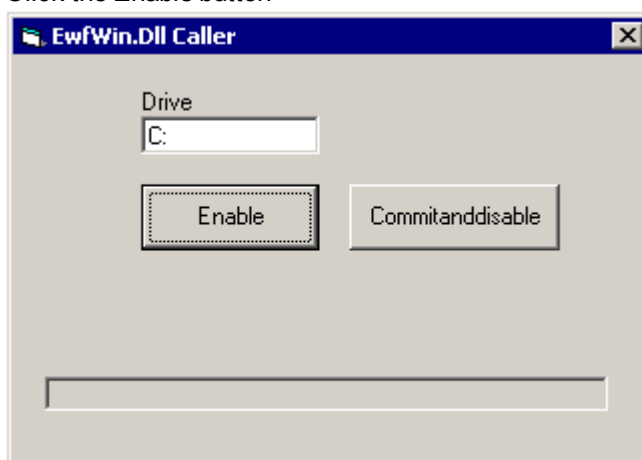 Click the Enable button
EwfWin.Dll Caller
Drive
C:
Enable Commitanddisable